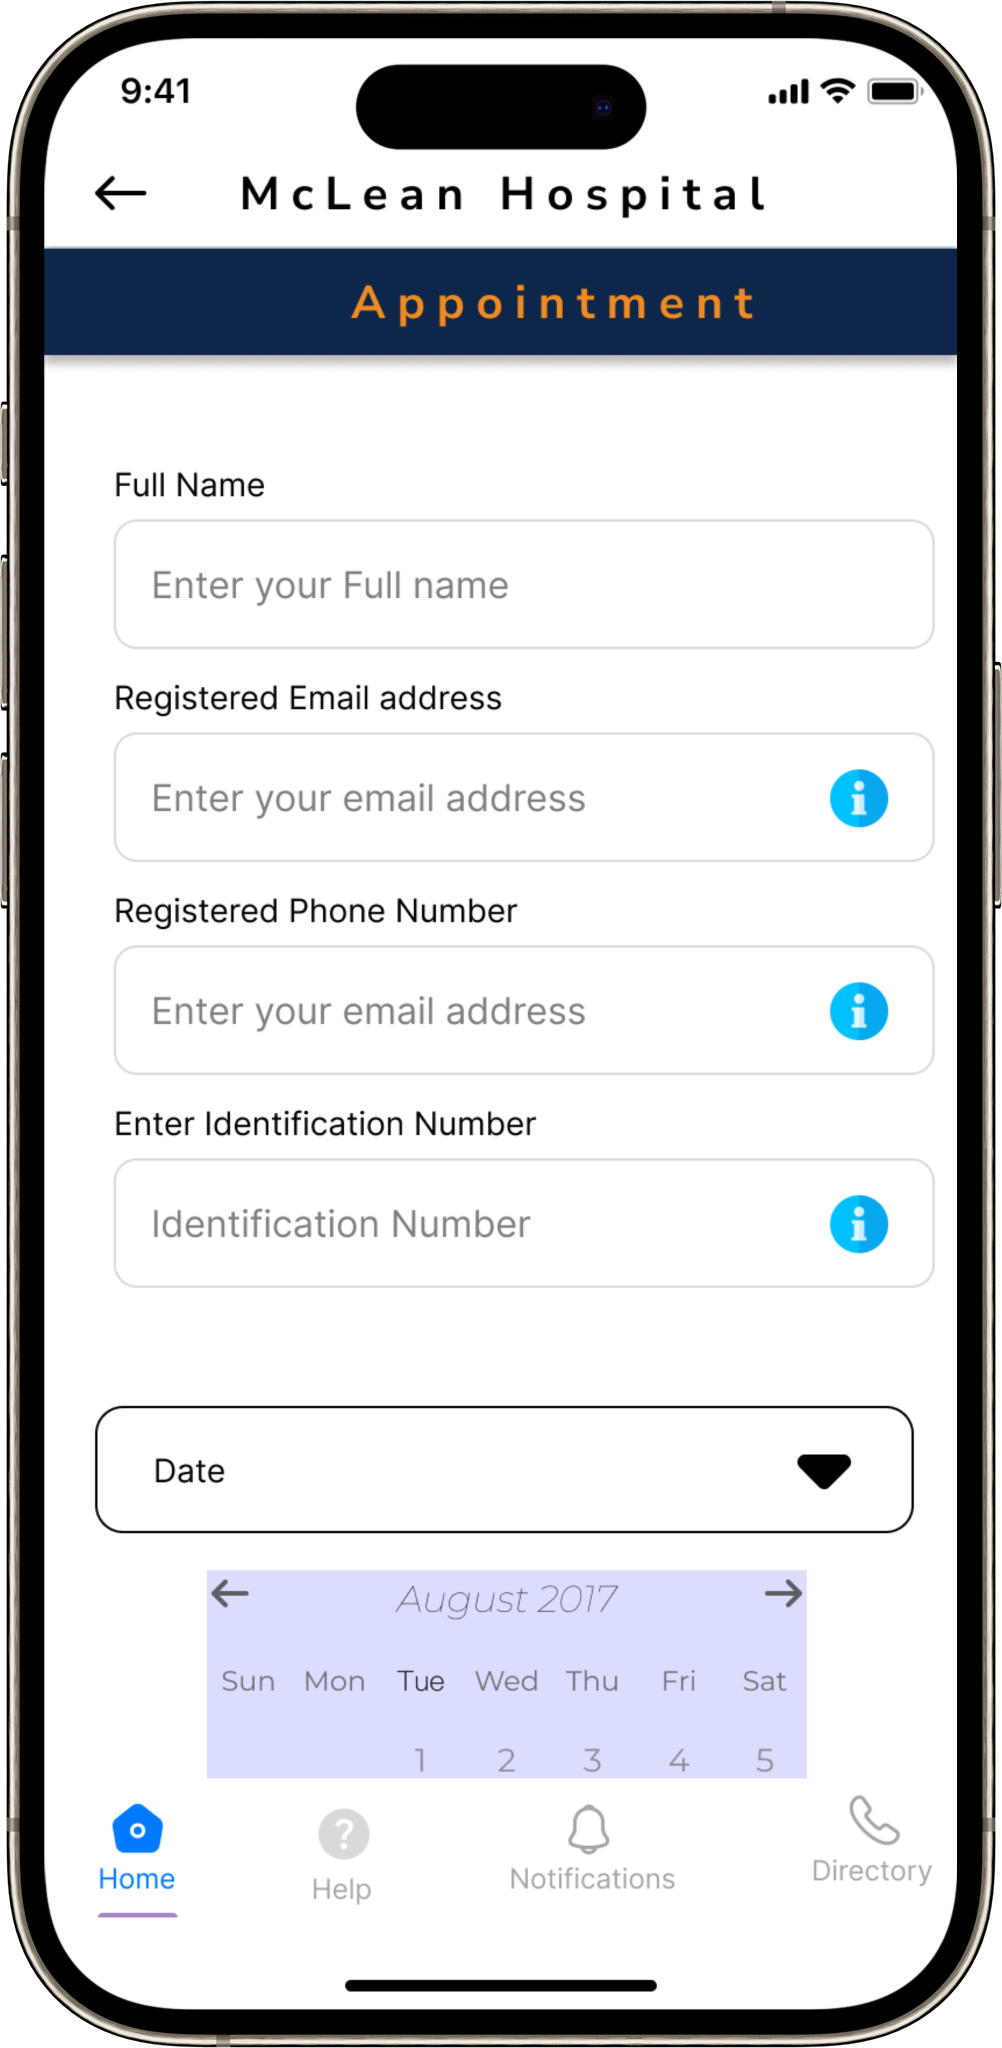 9:41
McLean Hospital
Appointment
Full Name
Enter your Full name
Registered Email address
Enter your email address
Registered Phone Number
Enter your email address
Enter Identification Number
Identification Number
Date
August 2017
Sun Mon Tue Wed Thu Fri Sat
1 2 3 4 5
Home Help Notifications Directory